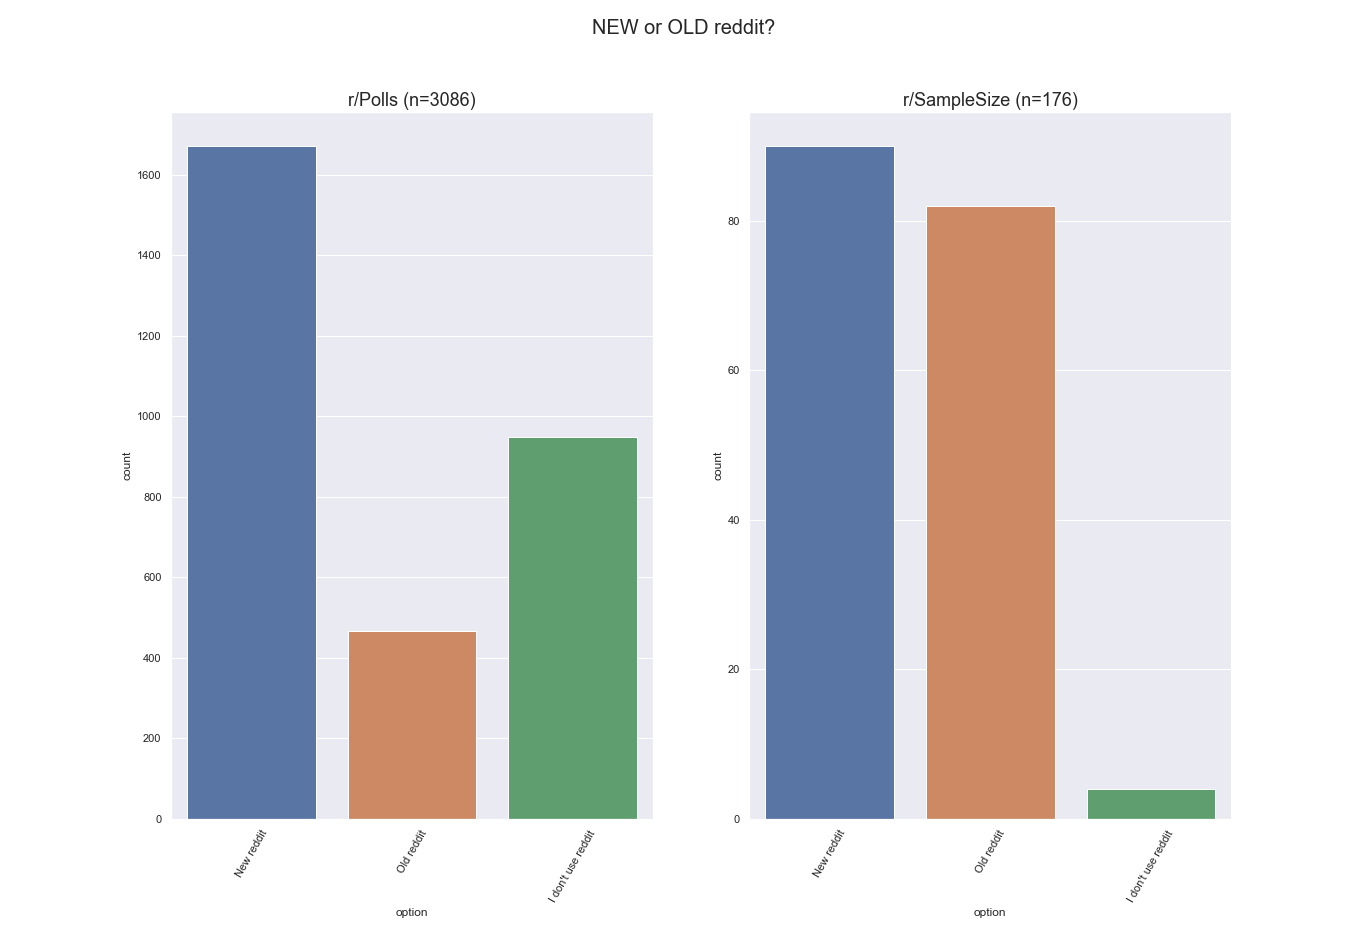 NEW or OLD reddit?
r/Polls (n=3086)
1600
1400
1200
1000
800
600
400
200
0
count
New reddit
Old reddit
I don't use reddit
option
r/SampleSize (n=176)
80
60
40
20
0
count
New reddit
Old reddit
I don't use reddit
option